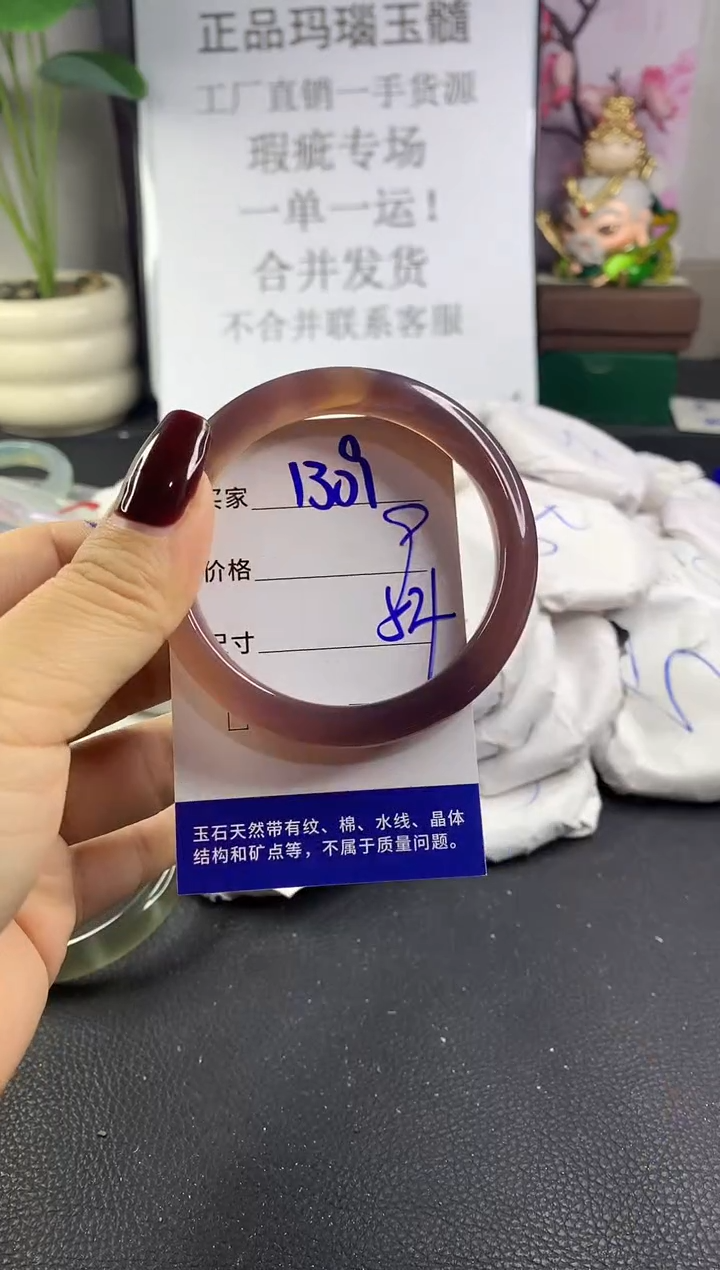 正品玛瑙玉髓
工厂直销一手货源
瑕疵专场
一单一运！
合并发货
不合并联系客服
买家 1309
价格
尺寸
玉石天然带有纹、棉、水线、晶体
结构和矿点等，不属于质量问题。